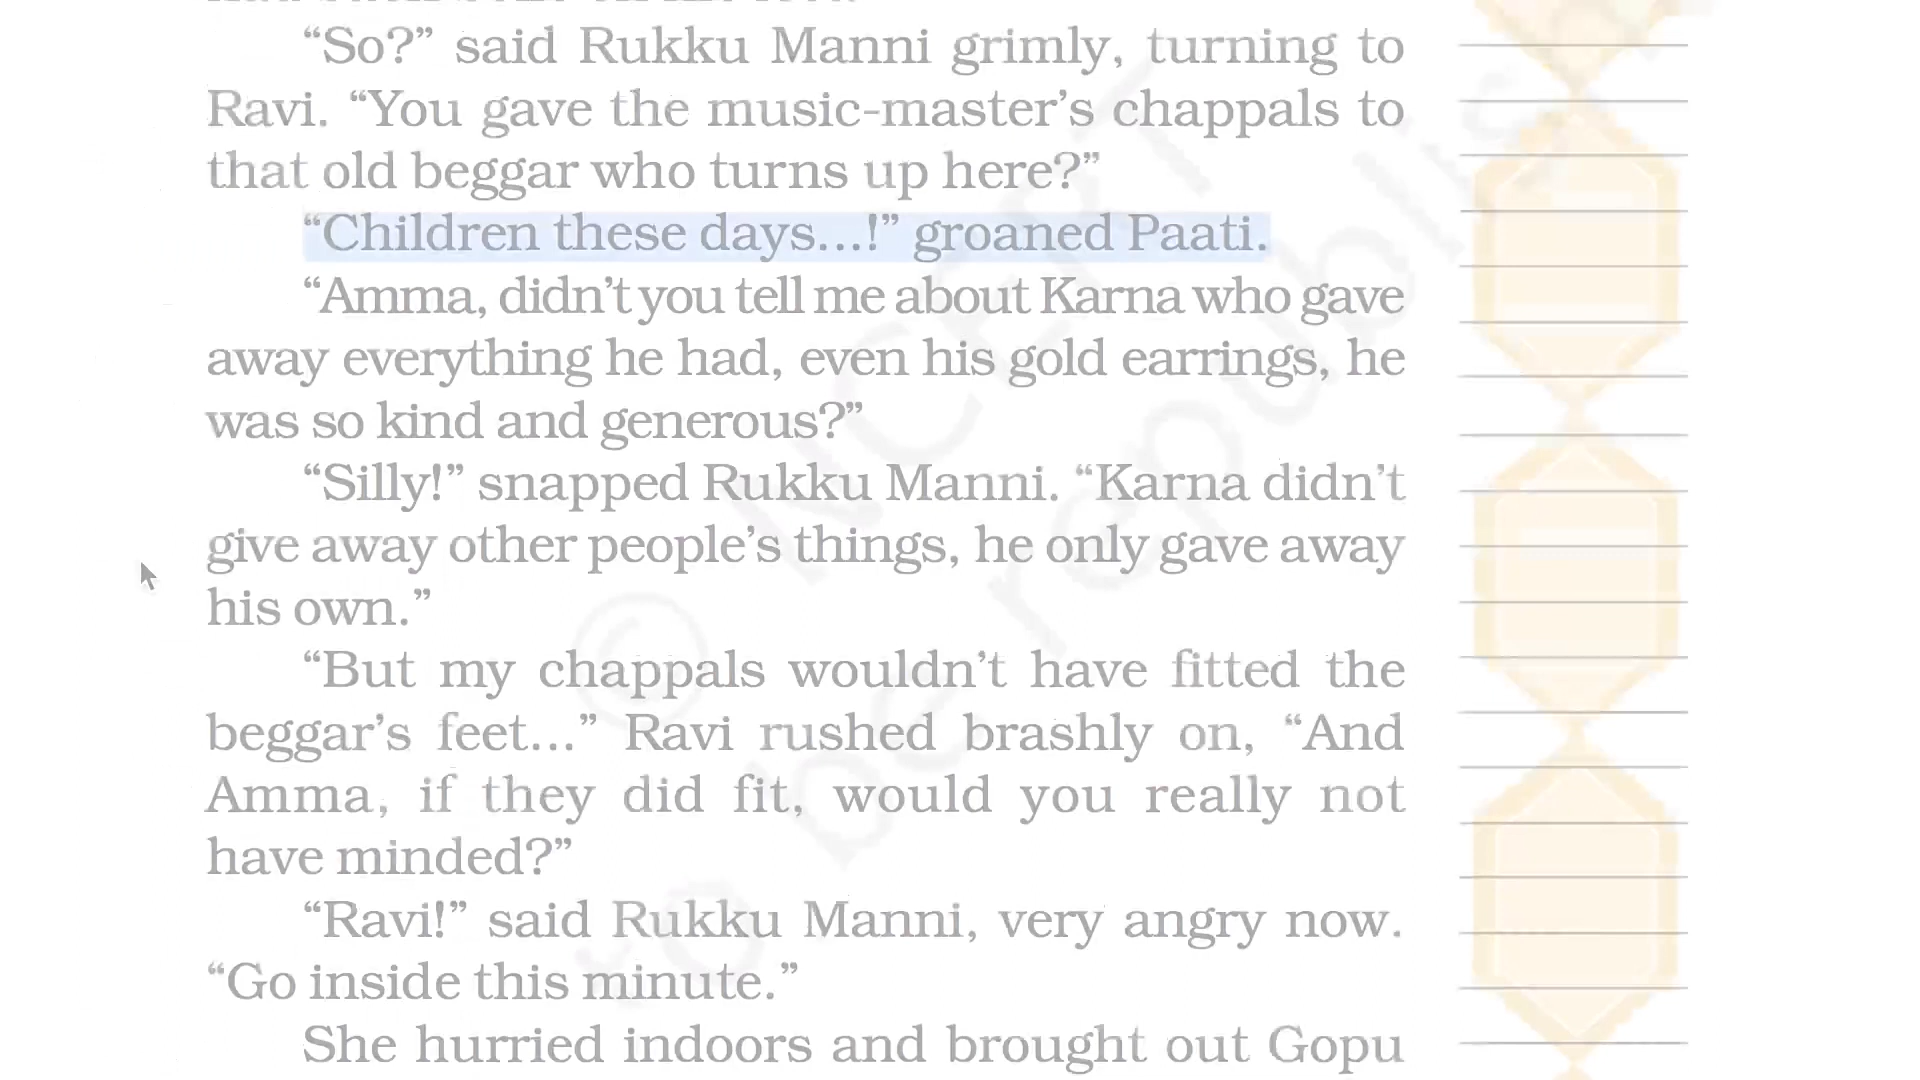 “So?” said Rukku Manni grimly, turning to
Ravi. “You gave the music-master’s chappals to
that old beggar who turns up here?”
“Children these days...!” groaned Paati.
“Amma, didn’t you tell me about Karna who gave
away everything he had, even his gold earrings, he
was so kind and generous?”
“Silly!” snapped Rukku Manni. “Karna didn’t
give away other people’s things, he only gave away
his own.”
“But my chappals wouldn’t have fitted the
beggar’s feet...” Ravi rushed brashly on, “And
Amma, if they did fit, would you really not
have minded?”
“Ravi!” said Rukku Manni, very angry now.
“Go inside this minute.”
She hurried indoors and brought out Gopu
© NCERT
to be republis